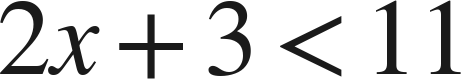 2x + 3 < 11